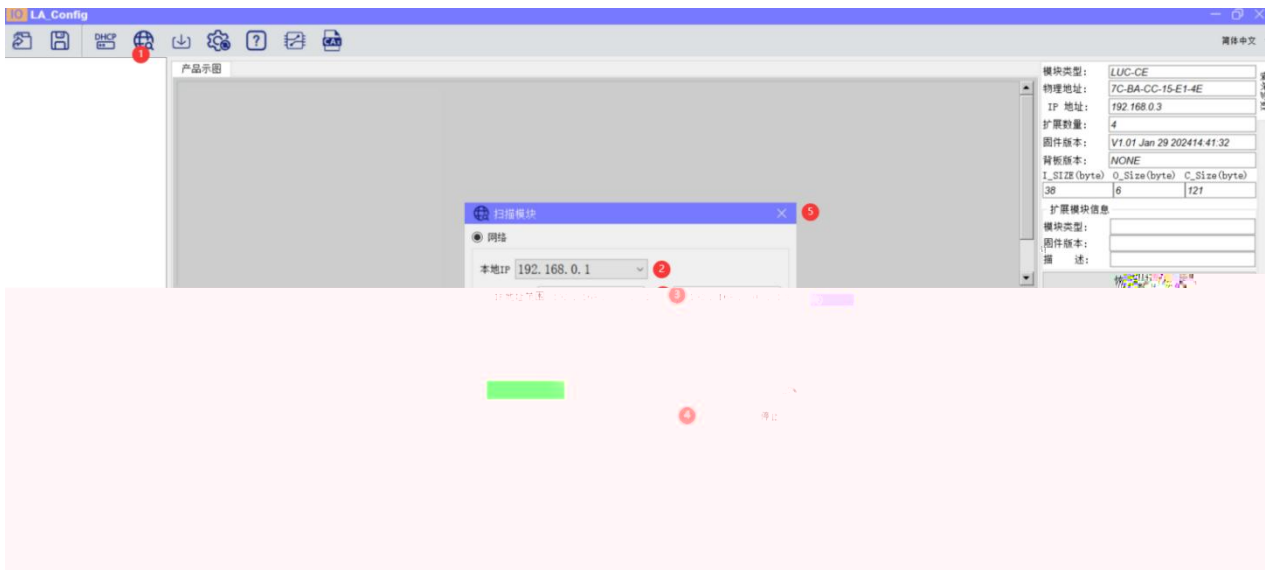 IO LA_Config
DHCP
CAs
简体中文
1
产品示图
模块类型: LUC-CE
物理地址: 7C-BA-CC-15-E1-4E
IP 地址: 192.168.0.3
扩展数量: 4
固件版本: V1.01 Jan 29 202414:41:32
背板版本: NONE
I_SIZE(byte) O_Size(byte) C_Size(byte)
38 6 121
扩展模块信息
模块类型:
固件版本:
描 述:
扫描模块
5
网络
本地IP 192.168.0.1
2
3
4
停止